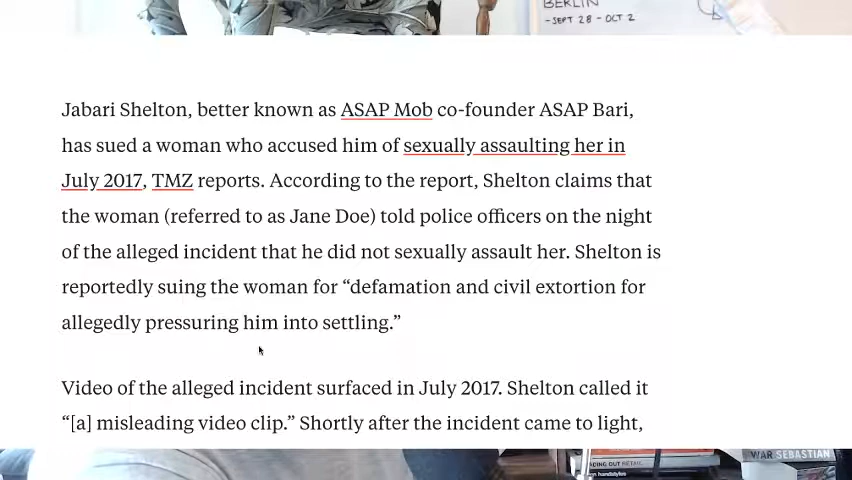 BERLIN
-SEPT 28 - OCT 2
Jabari Shelton, better known as ASAP Mob co-founder ASAP Bari,
has sued a woman who accused him of sexually assaulting her in
July 2017, TMZ reports. According to the report, Shelton claims that
the woman (referred to as Jane Doe) told police officers on the night
of the alleged incident that he did not sexually assault her. Shelton is
reportedly suing the woman for “defamation and civil extortion for
allegedly pressuring him into settling.”
Video of the alleged incident surfaced in July 2017. Shelton called it
“[a] misleading video clip.” Shortly after the incident came to light,
WAR SEBASTIAN